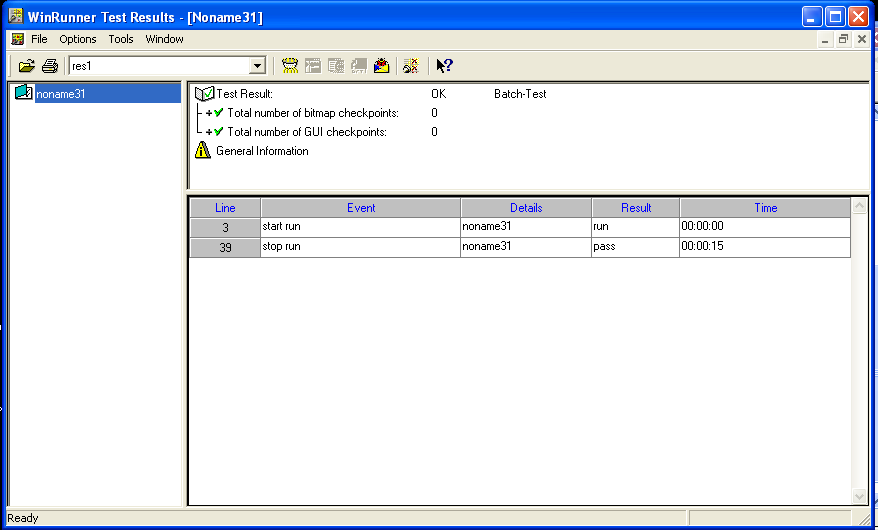 WinRunner Test Results - [Noname31]
File Options Tools Window
res1
noname31
Test Result: OK Batch-Test
Total number of bitmap checkpoints: 0
Total number of GUI checkpoints: 0
General Information
Line Event Details Result Time
3 start run noname31 run 00:00:00
39 stop run noname31 pass 00:00:15
Ready